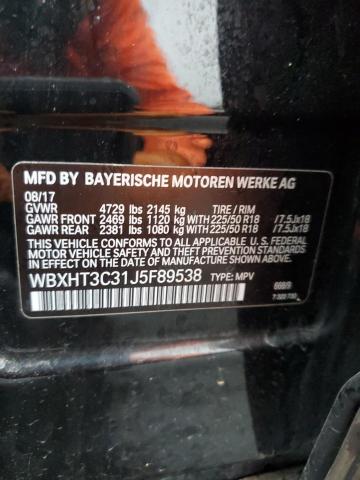 MFD BY BAYERISCHE MOTOREN WERKE AG
08/17
GVWR 4729 lbs 2145 kg TIRE / RIM
GAWR FRONT 2469 lbs 1120 kg WITH 225/50 R18 /7.5Jx18
GAWR REAR 2381 lbs 1080 kg WITH 225/50 R18 /7.5Jx18
THIS VEHICLE CONFORMS TO ALL APPLICABLE U. S. FEDERAL
MOTOR VEHICLE SAFETY, BUMPER, AND THEFT PREVENTION
STANDARDS IN EFFECT ON THE DATE OF MANUFACTURE SHOWN ABOVE.
WBXHT3C31J5F89538 TYPE: MPV